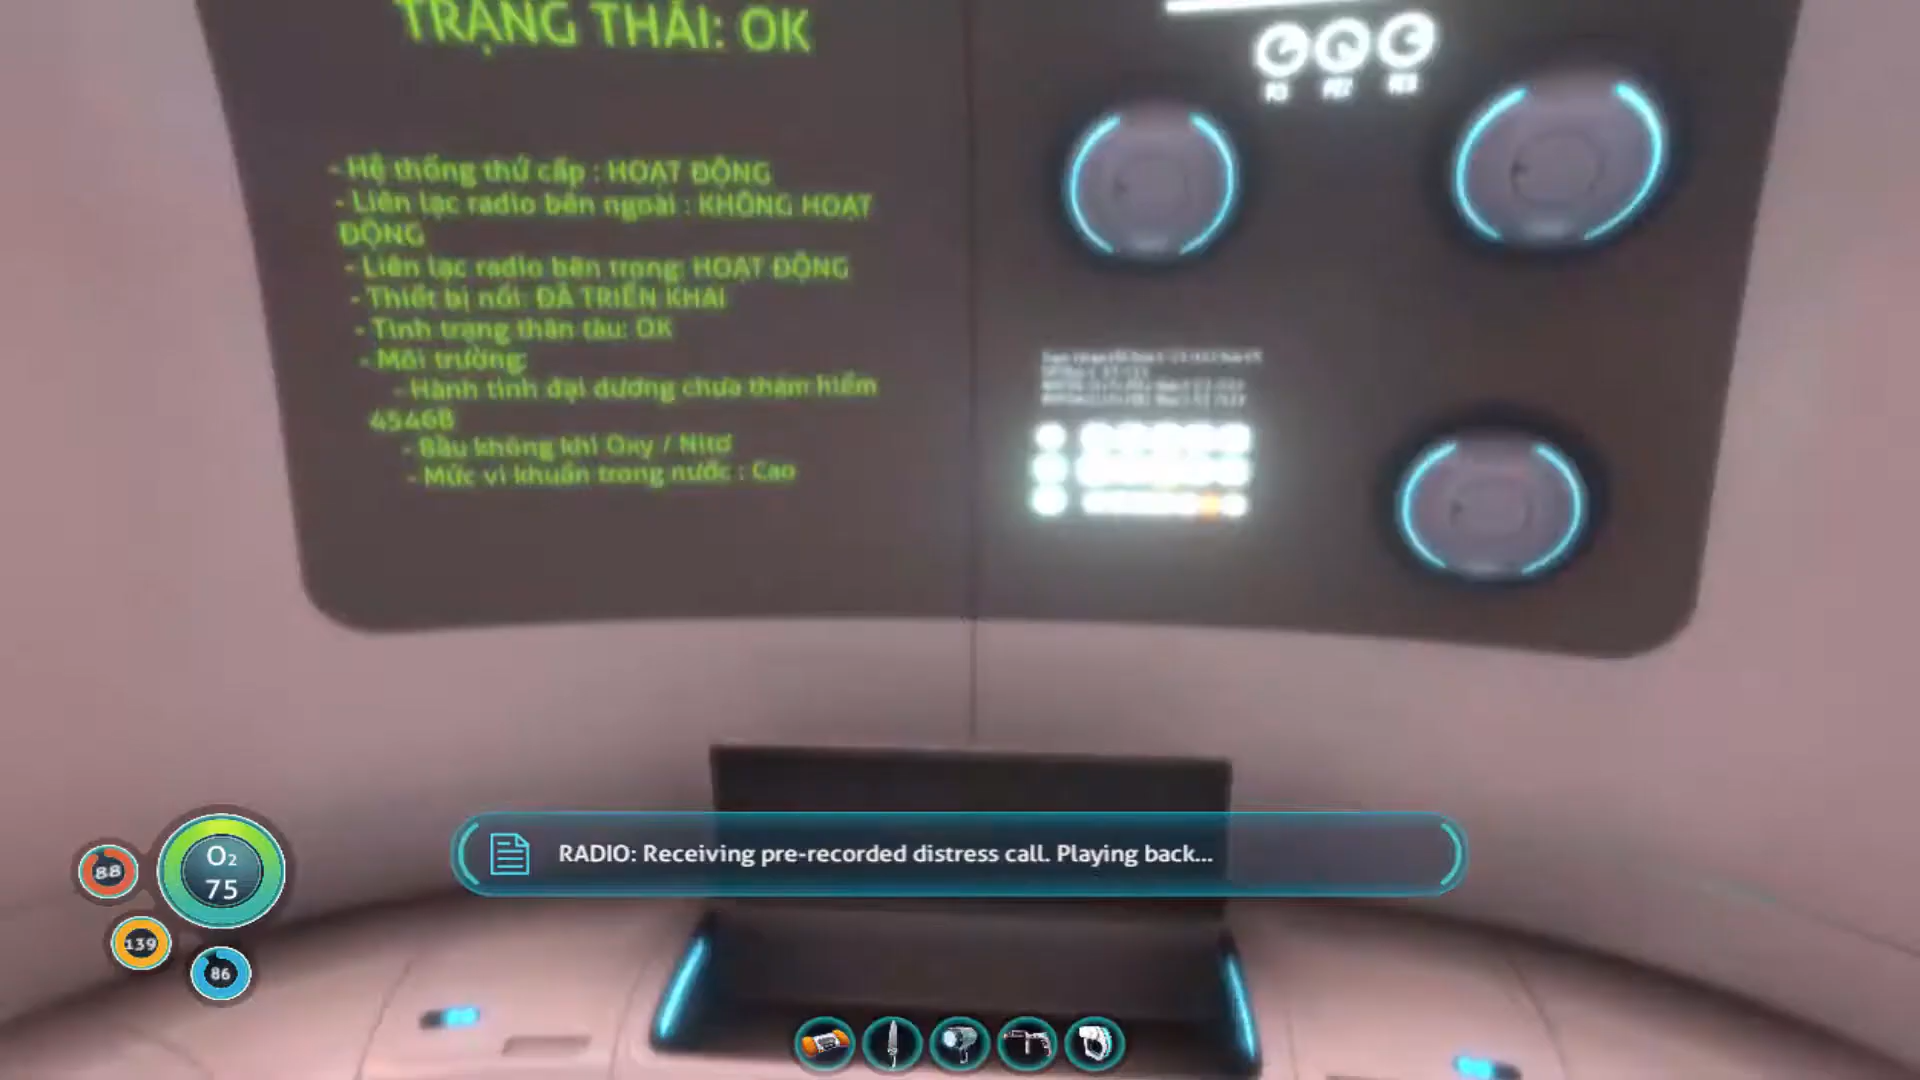 TRẠNG THÁI: OK
- Hệ thống thứ cấp : HOẠT ĐỘNG
- Liên lạc radio bên ngoài : KHÔNG HOẠT
ĐỘNG
- Liên lạc radio bên trong: HOẠT ĐỘNG
- Thiết bị nổi: ĐÃ TRIỂN KHAI
- Tình trạng thân tàu: OK
- Môi trường:
- Hành tinh đại dương chưa thám hiểm
4546B
- Bầu không khí Oxy / Nitơ
- Mức vi khuẩn trong nước : Cao
RADIO: Receiving pre-recorded distress call. Playing back...
88
O₂
75
139
86